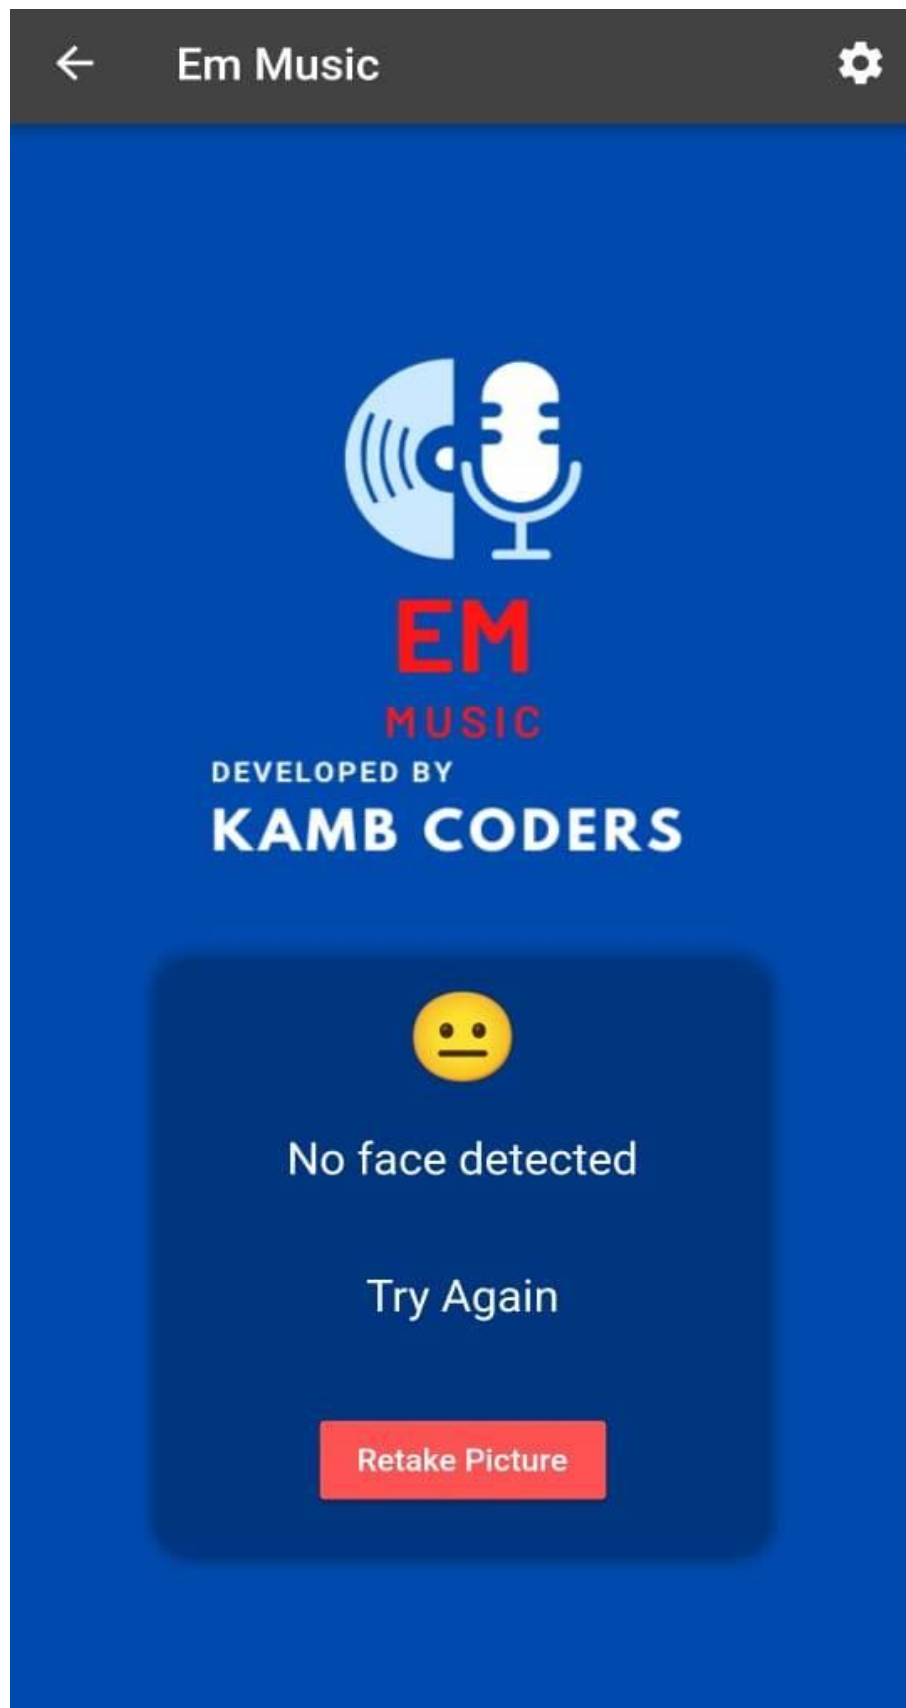 Em Music
EM
MUSIC
DEVELOPED BY
KAMB CODERS
No face detected
Try Again
Retake Picture